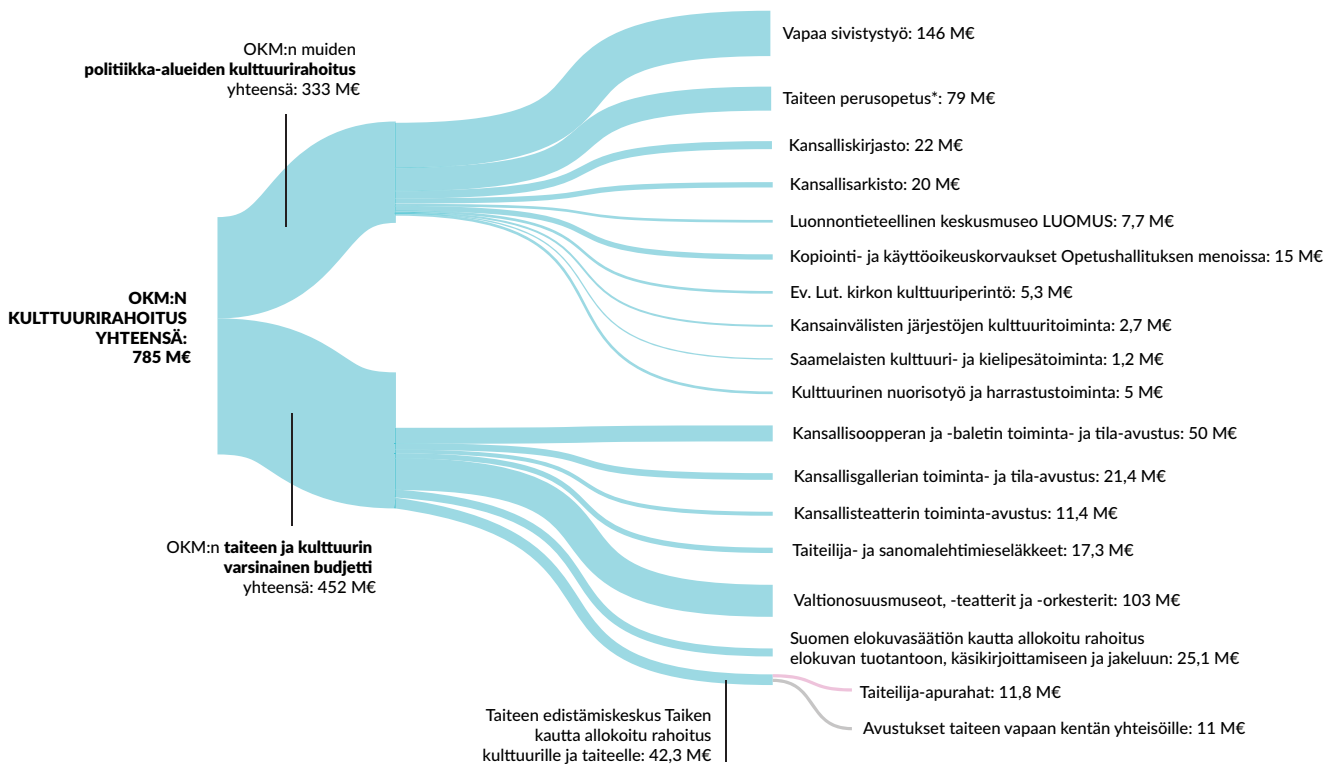 OKM:n muiden
politiikka-alueiden kulttuurirahoitus
yhteensä: 333 M€
OKM:N
KULTTUURIRAHOITUS
YHTEENSÄ:
785 M€
OKM:n taiteen ja kulttuurin
varsinainen budjetti
yhteensä: 452 M€
Vapaa sivistystyö: 146 M€
Taiteen perusopetus*: 79 M€
Kansalliskirjasto: 22 M€
Kansallisarkisto: 20 M€
Luonnontieteellinen keskusmuseo LUOMUS: 7,7 M€
Kopiointi- ja käyttöoikeuskorvaukset Opetushallituksen menoissa: 15 M€
Ev. Lut. kirkon kulttuuriperintö: 5,3 M€
Kansainvälisten järjestöjen kulttuuritoiminta: 2,7 M€
Saamelaisten kulttuuri- ja kielipesätoiminta: 1,2 M€
Kulttuurinen nuorisotyö ja harrastustoiminta: 5 M€
Kansallisoopperan ja -baletin toiminta- ja tila-avustus: 50 M€
Kansallisgallerian toiminta- ja tila-avustus: 21,4 M€
Kansallisteatterin toiminta-avustus: 11,4 M€
Taiteilija- ja sanomalehtimieseläkkeet: 17,3 M€
Valtionosuusmuseot, -teatterit ja -orkesterit: 103 M€
Suomen elokuvasäätiön kautta allokoitu rahoitus
elokuvan tuotantoon, käsikirjoittamiseen ja jakeluun: 25,1 M€
Taiteilija-apurahat: 11,8 M€
Avustukset taiteen vapaan kentän yhteisöille: 11 M€
Taiteen edistämiskeskus Taiken
kautta allokoitu rahoitus
kulttuurille ja taiteelle: 42,3 M€